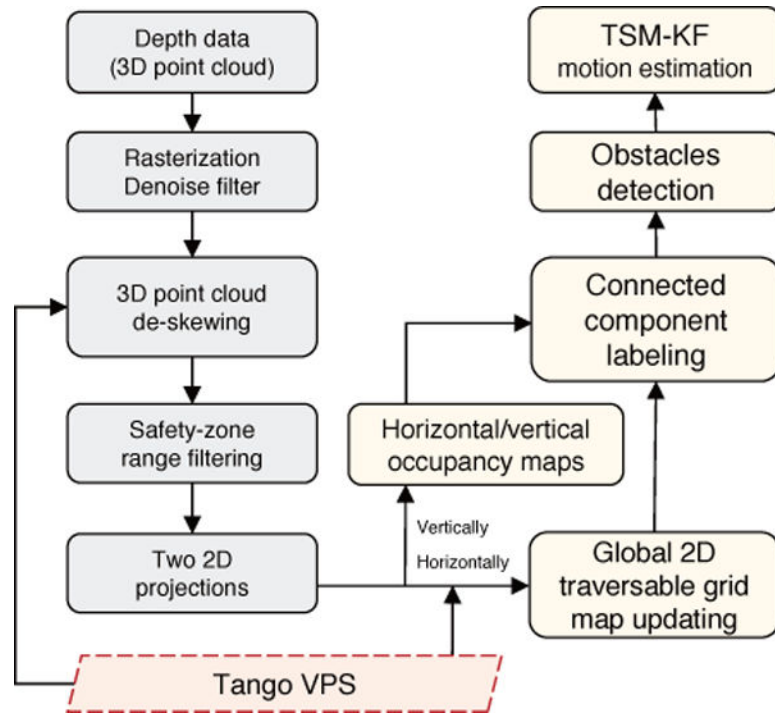 Depth data
(3D point cloud)
Rasterization
Denoise filter
3D point cloud
de-skewing
Safety-zone
range filtering
Two 2D
projections
Tango VPS
Vertically
Horizontally
Horizontal/vertical
occupancy maps
Global 2D
traversable grid
map updating
Connected
component
labeling
Obstacles
detection
TSM-KF
motion estimation